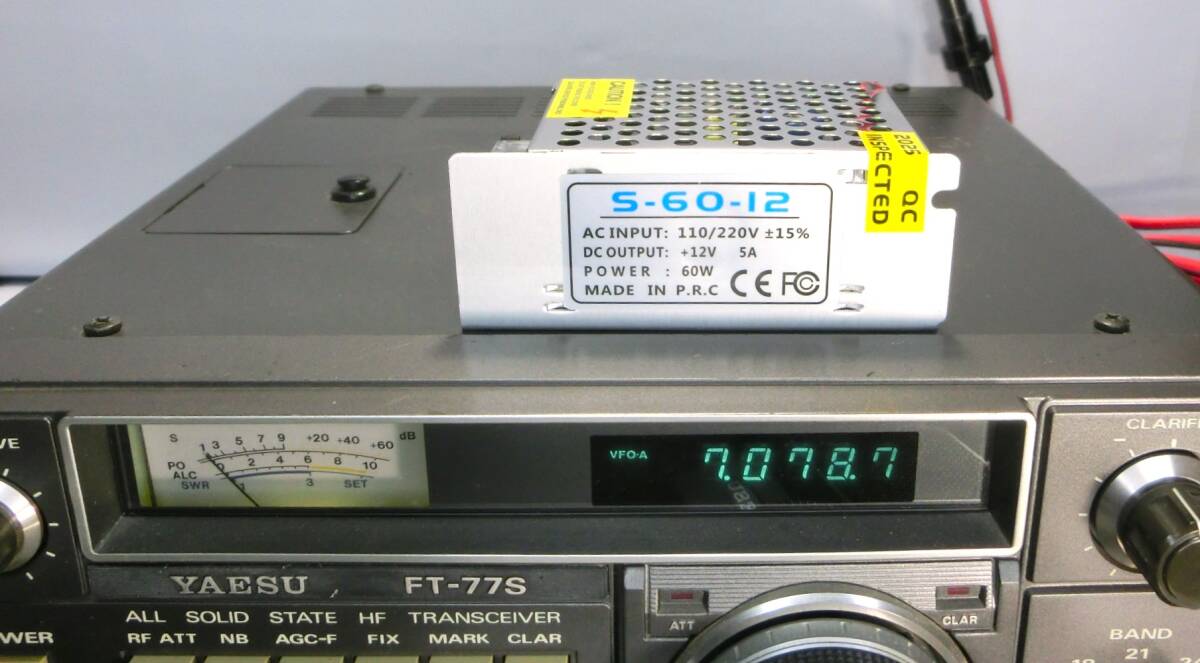 CAUTION !
2025
INSPECTED
QC
S-60-12
AC INPUT: 110/220V ±15%
DC OUTPUT: +12V 5A
POWER : 60W
MADE IN P.R.C CE FC
S 1 3 5 7 9 +20 +40 +60 dB
PO 0 2 4 6 8 10
ALC
SWR 1 3 SET
VFO·A 7.078.7
YAESU FT-77S
ALL SOLID STATE HF TRANSCEIVER
RF ATT NB AGC-F FIX MARK CLAR
ATT
CLAR
BAND
21